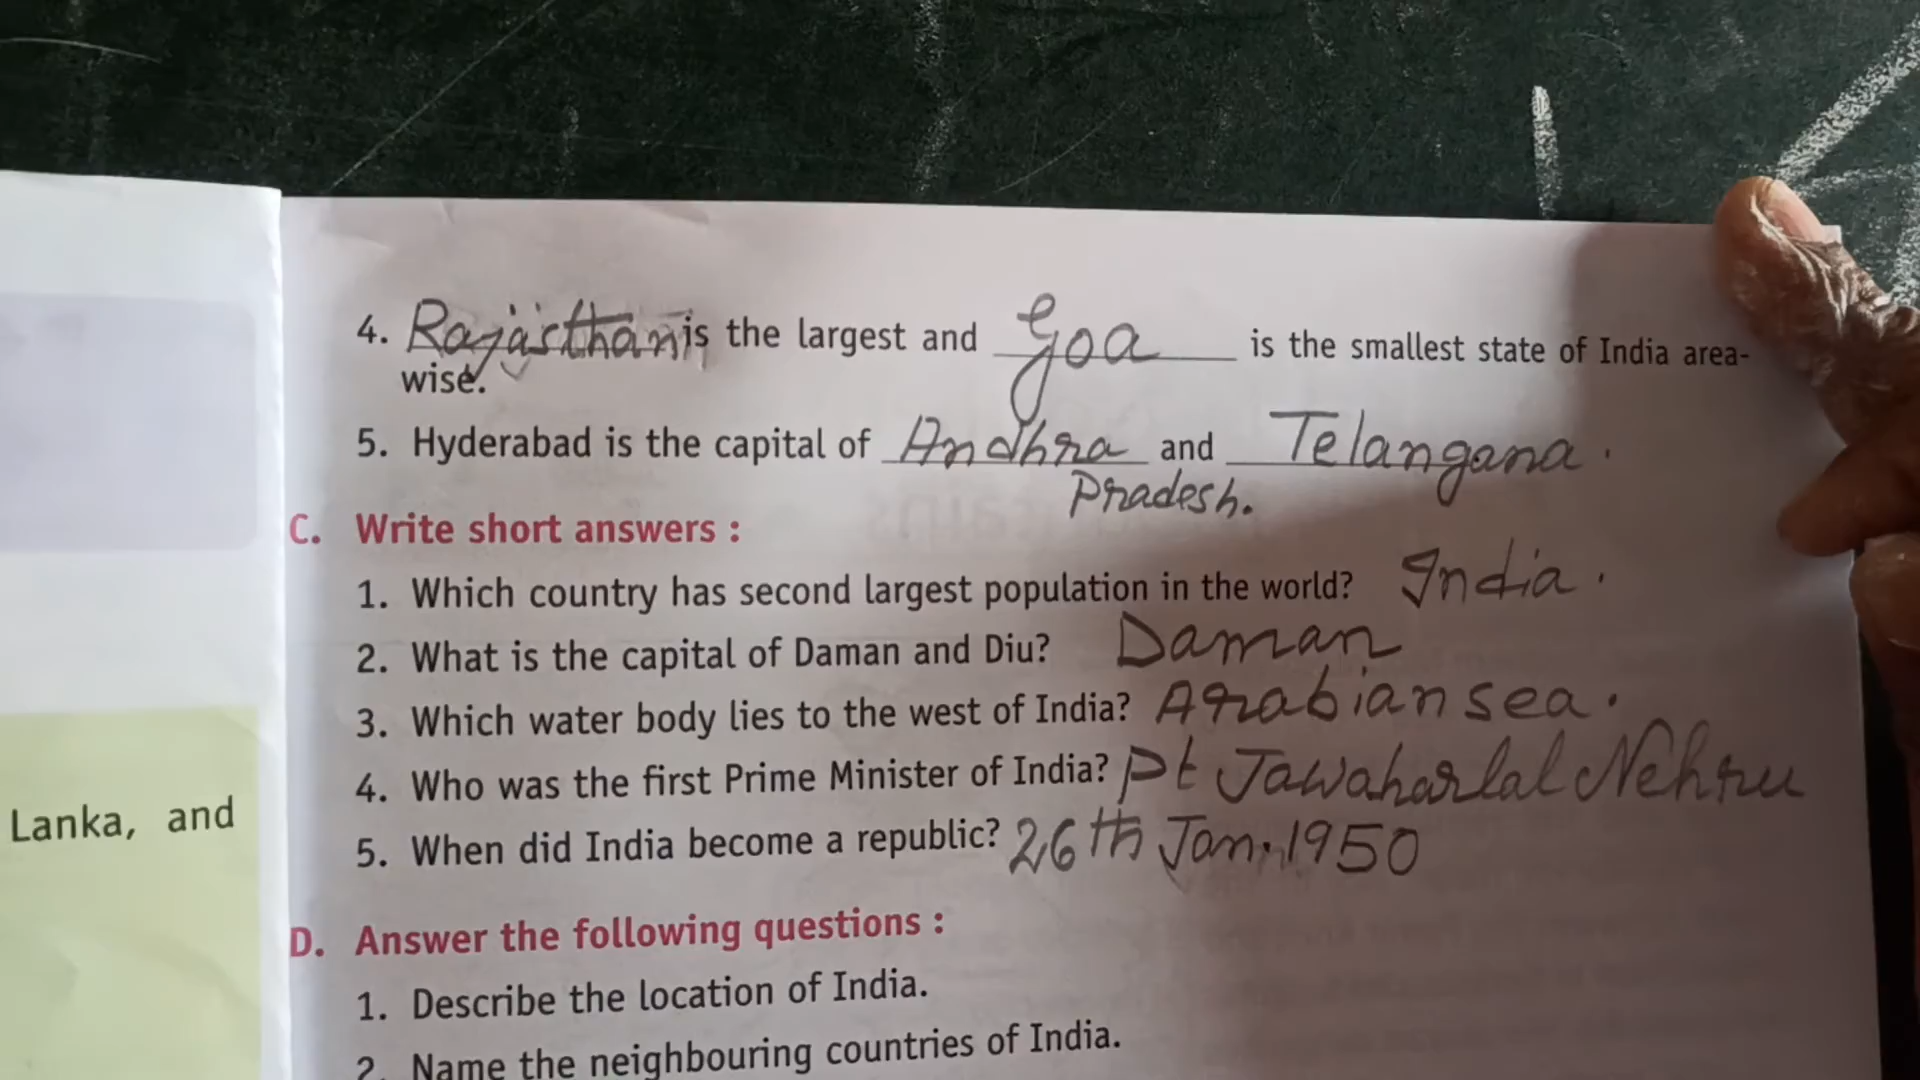 4. Rajasthan is the largest and Goa is the smallest state of India area-
wise.
5. Hyderabad is the capital of Andhra and Telangana.
Pradesh.
C. Write short answers :
1. Which country has second largest population in the world? India.
2. What is the capital of Daman and Diu? Daman
3. Which water body lies to the west of India? Arabian sea.
4. Who was the first Prime Minister of India? Pt Jawaharlal Nehru
Lanka, and
5. When did India become a republic? 26th Jan. 1950
D. Answer the following questions :
1. Describe the location of India.
2. Name the neighbouring countries of India.